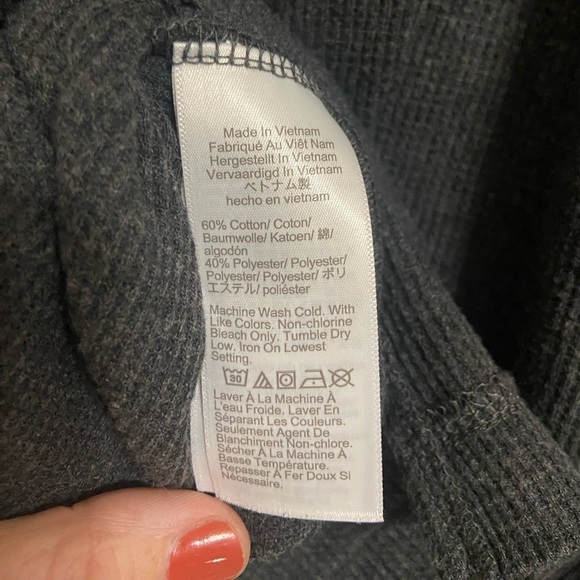 Made In Vietnam
Fabriqué Au Viêt Nam
Hergestellt In Vietnam
Vervaardigd In Vietnam
ベトナム製
hecho en vietnam
60% Cotton/ Coton/
Baumwolle/ Katoen/ 綿/
algodón
40% Polyester/ Polyester/
Polyester/ Polyester/ ポリ
エステル/ poliéster
Machine Wash Cold. With
Like Colors. Non-chlorine
Bleach Only. Tumble Dry
Low. Iron On Lowest
Setting.
30
Laver À La Machine À
L'eau Froide. Laver En
Séparant Les Couleurs.
Seulement Agent De
Blanchiment Non-chlore.
Sécher À La Machine À
Basse Température.
Repasser À Fer Doux Si
Nécessaire.